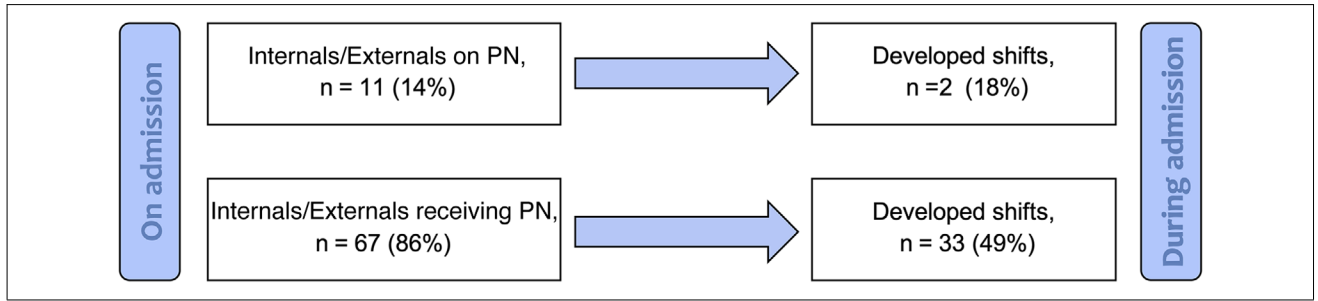 On admission
Internals/Externals on PN,
n = 11 (14%)
Developed shifts,
n =2  (18%)
Internals/Externals receiving PN,
n = 67 (86%)
Developed shifts,
n = 33 (49%)
During admission